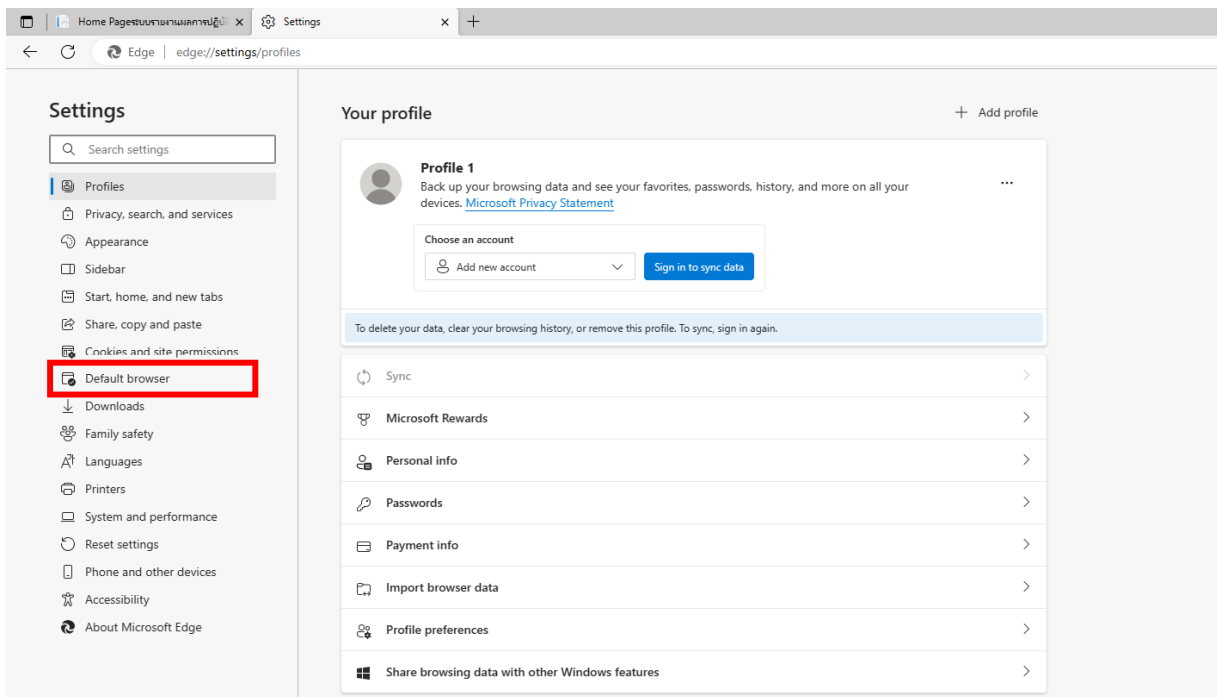 Home Pageระบบรายงานผลการปฏิบั
Settings
Edge
edge://settings/profiles
Settings
Search settings
Profiles
Privacy, search, and services
Appearance
Sidebar
Start, home, and new tabs
Share, copy and paste
Cookies and site permissions
Default browser
Downloads
Family safety
Languages
Printers
System and performance
Reset settings
Phone and other devices
Accessibility
About Microsoft Edge
Your profile
Add profile
Profile 1
Back up your browsing data and see your favorites, passwords, history, and more on all your
devices. Microsoft Privacy Statement
Choose an account
Add new account
Sign in to sync data
To delete your data, clear your browsing history, or remove this profile. To sync, sign in again.
Sync
Microsoft Rewards
Personal info
Passwords
Payment info
Import browser data
Profile preferences
Share browsing data with other Windows features